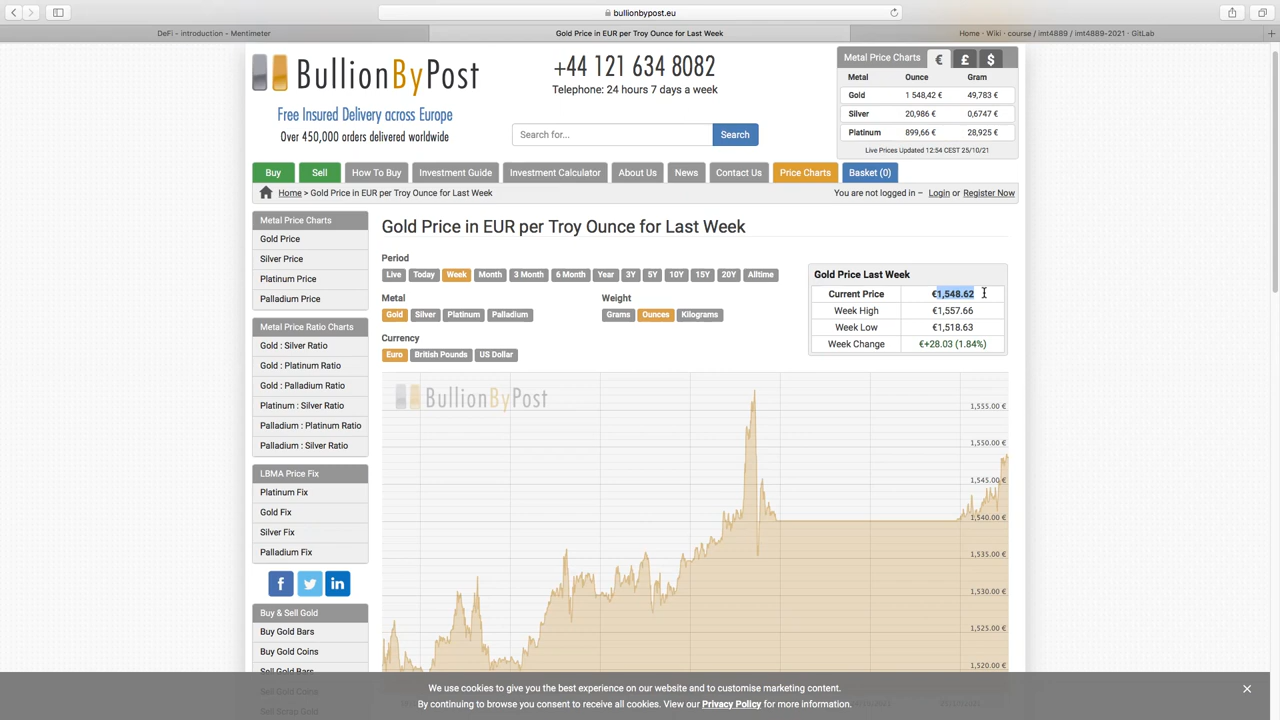 bullionbypost.eu
DeFi - introduction - Mentimeter
Gold Price in EUR per Troy Ounce for Last Week
Home · Wiki · course / imt4889 / imt4889-2021 · GitLab
BullionByPost
Free Insured Delivery across Europe
Over 450,000 orders delivered worldwide
+44 121 634 8082
Telephone: 24 hours 7 days a week
Search for...
Search
Metal Price Charts € £ $
Metal Ounce Gram
Gold 1 548,42 € 49,783 €
Silver 20,986 € 0,6747 €
Platinum 899,66 € 28,925 €
Live Prices Updated 12:54 CEST 25/10/21
Buy Sell How To Buy Investment Guide Investment Calculator About Us News Contact Us Price Charts Basket (0)
Home > Gold Price in EUR per Troy Ounce for Last Week
You are not logged in – Login or Register Now
Metal Price Charts
Gold Price
Silver Price
Platinum Price
Palladium Price
Metal Price Ratio Charts
Gold : Silver Ratio
Gold : Platinum Ratio
Gold : Palladium Ratio
Platinum : Silver Ratio
Palladium : Platinum Ratio
Palladium : Silver Ratio
LBMA Price Fix
Platinum Fix
Gold Fix
Silver Fix
Palladium Fix
f in
Buy & Sell Gold
Buy Gold Bars
Buy Gold Coins
Sell Gold Bars
Sell Gold Coins
Sell Scrap Gold
Gold Price in EUR per Troy Ounce for Last Week
Period
Live Today Week Month 3 Month 6 Month Year 3Y 5Y 10Y 15Y 20Y Alltime
Metal
Gold Silver Platinum Palladium
Weight
Grams Ounces Kilograms
Currency
Euro British Pounds US Dollar
Gold Price Last Week
Current Price €1,548.62
Week High €1,557.66
Week Low €1,518.63
Week Change €+28.03 (1.84%)
BullionByPost
1,555.00 €
1,550.00 €
1,545.00 €
1,540.00 €
1,535.00 €
1,530.00 €
1,525.00 €
1,520.00 €
We use cookies to give you the best experience on our website and to customise marketing content.
By continuing to browse you consent to receive all cookies. View our Privacy Policy for more information.